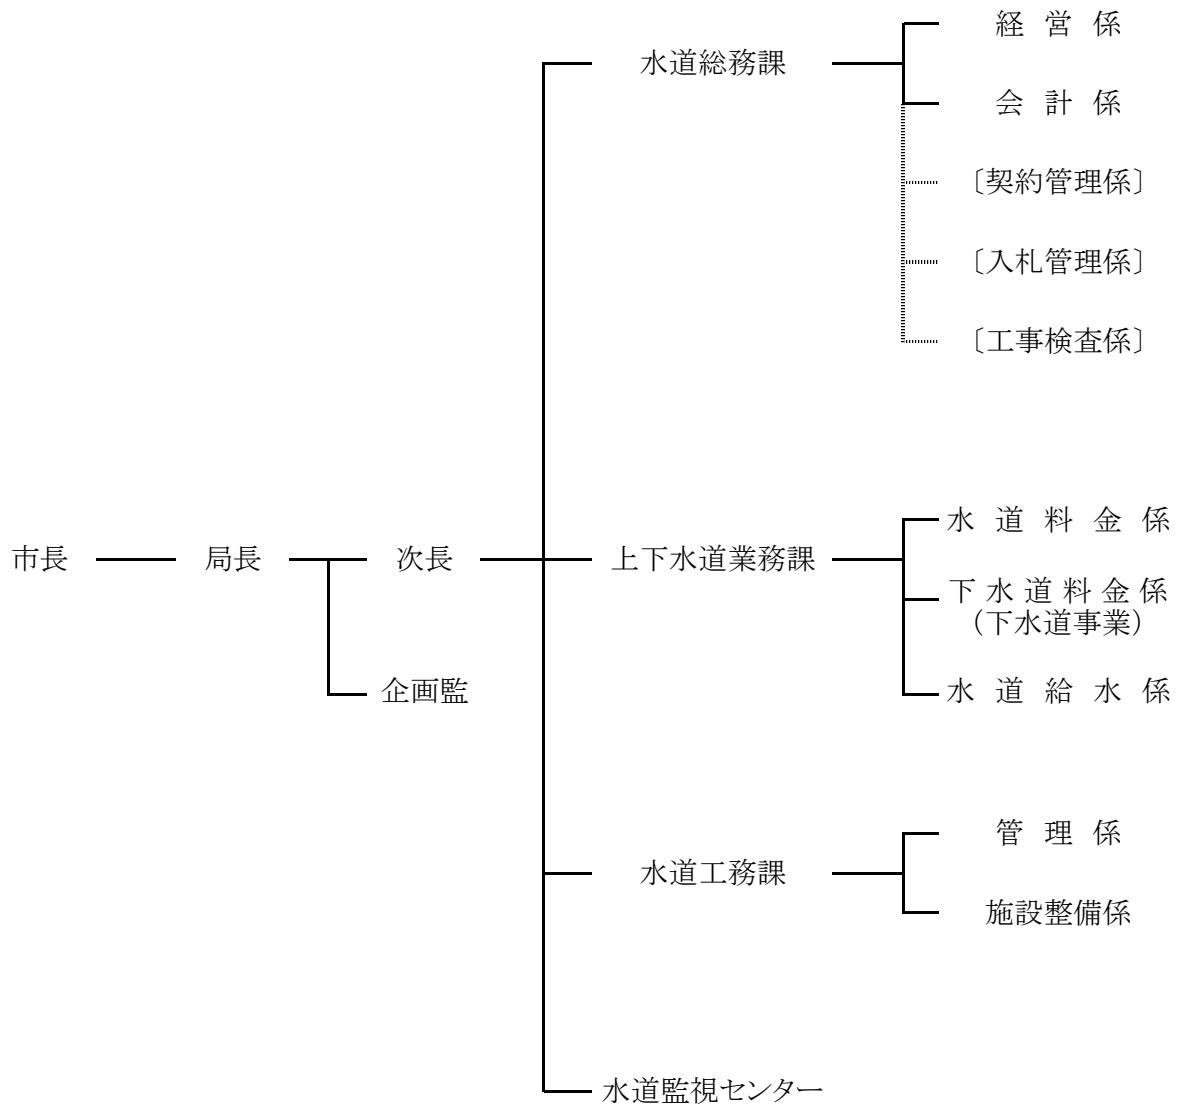 経営係
水道総務課
会計係
〔契約管理係〕
〔入札管理係〕
〔工事検査係〕
水道料金係
市長
局長
次長
上下水道業務課
下水道料金係
(下水道事業)
企画監
水道給水係
管理係
水道工務課
施設整備係
水道監視センター